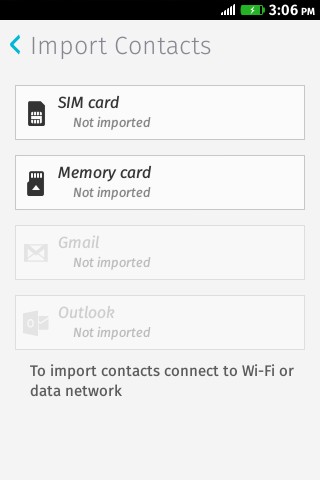 3:06 PM
Import Contacts
SIM card
Not imported
Memory card
Not imported
Gmail
Not imported
Outlook
Not imported
To import contacts connect to Wi-Fi or
data network